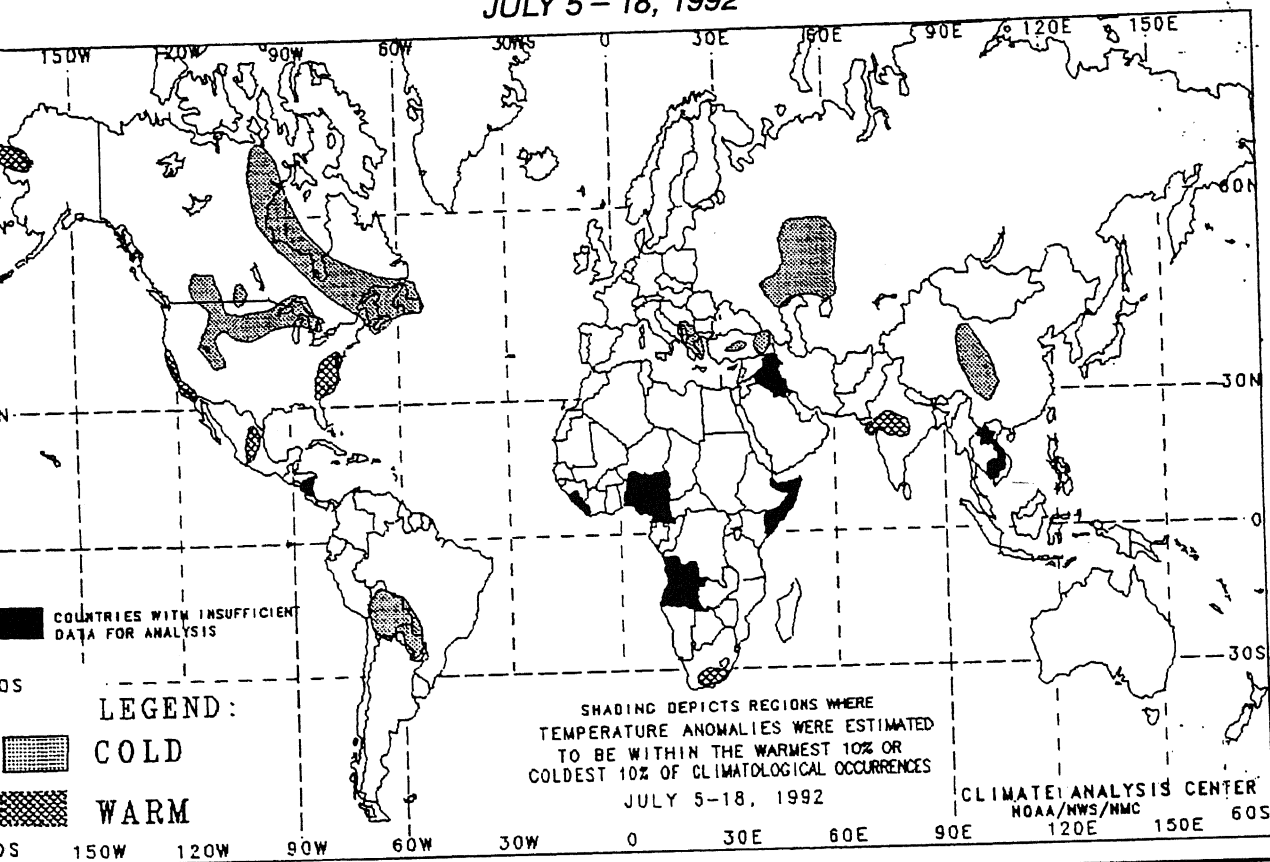 JULY 5 – 18, 1992
150W 120W 90W 60W 30W 0 30E 60E 90E 120E 150E
60N
30N
N
0
COUNTRIES WITH INSUFFICIENT
DATA FOR ANALYSIS
30S
0S
LEGEND:
COLD
WARM
SHADING DEPICTS REGIONS WHERE
TEMPERATURE ANOMALIES WERE ESTIMATED
TO BE WITHIN THE WARMEST 10% OR
COLDEST 10% OF CLIMATOLOGICAL OCCURRENCES
JULY 5-18, 1992
CLIMATE ANALYSIS CENTER
NOAA/NWS/NMC
60S
0S 150W 120W 90W 60W 30W 0 30E 60E 90E 120E 150E